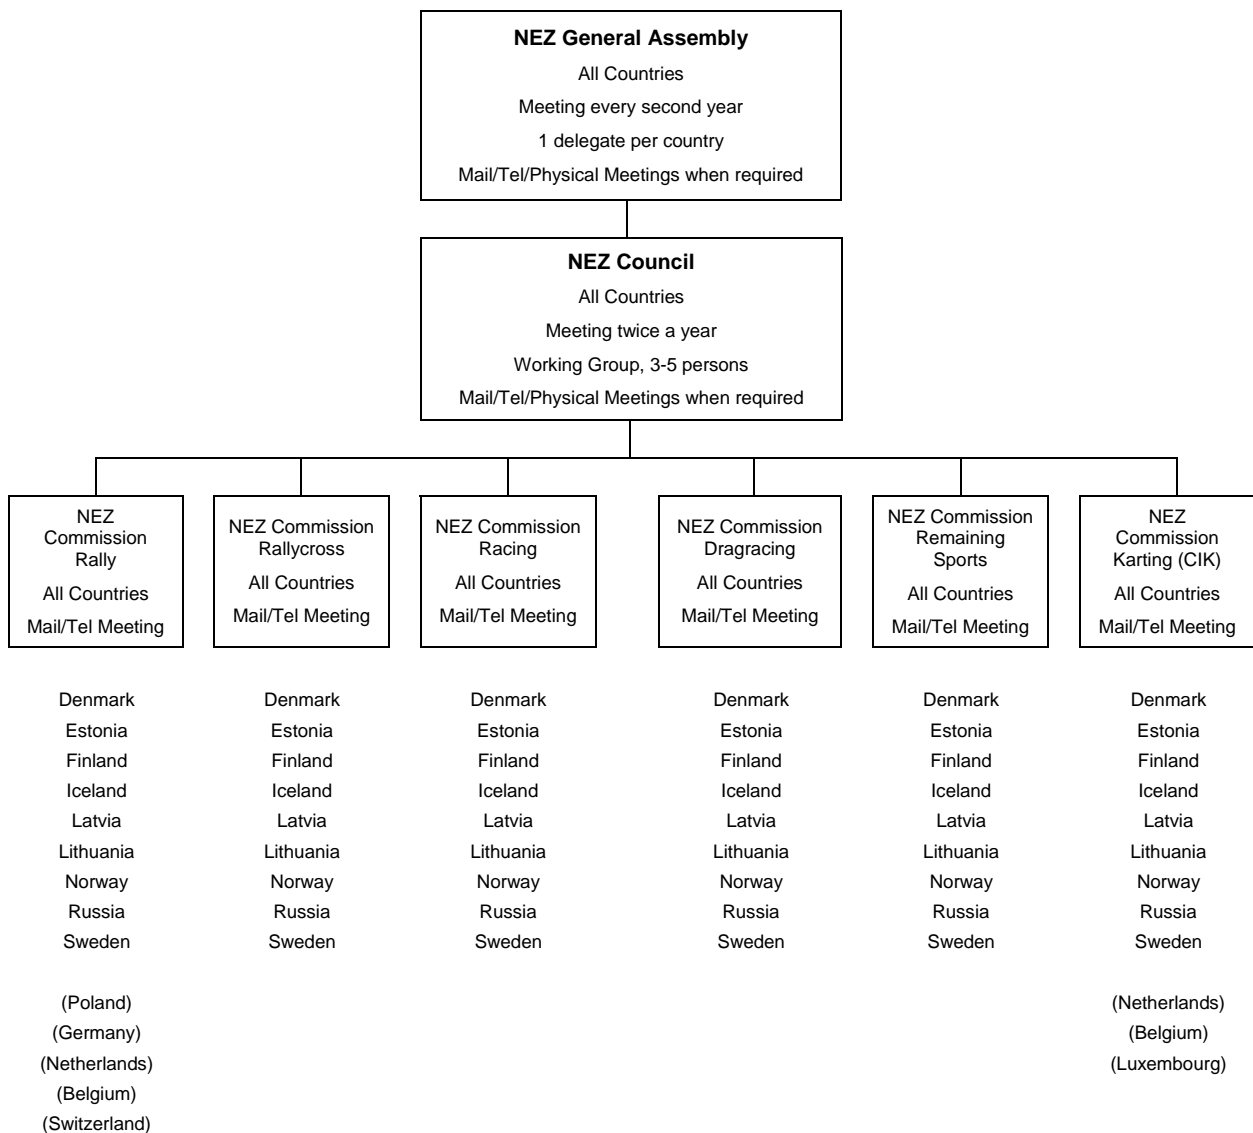 NEZ General Assembly
All Countries
Meeting every second year
1 delegate per country
Mail/Tel/Physical Meetings when required
NEZ Council
All Countries
Meeting twice a year
Working Group, 3-5 persons
Mail/Tel/Physical Meetings when required
NEZ
Commission
Rally
All Countries
Mail/Tel Meeting
NEZ Commission
Rallycross
All Countries
Mail/Tel Meeting
NEZ Commission
Racing
All Countries
Mail/Tel Meeting
NEZ Commission
Dragracing
All Countries
Mail/Tel Meeting
NEZ Commission
Remaining
Sports
All Countries
Mail/Tel Meeting
NEZ
Commission
Karting (CIK)
All Countries
Mail/Tel Meeting
Denmark
Estonia
Finland
Iceland
Latvia
Lithuania
Norway
Russia
Sweden
(Poland)
(Germany)
(Netherlands)
(Belgium)
(Switzerland)
Denmark
Estonia
Finland
Iceland
Latvia
Lithuania
Norway
Russia
Sweden
Denmark
Estonia
Finland
Iceland
Latvia
Lithuania
Norway
Russia
Sweden
Denmark
Estonia
Finland
Iceland
Latvia
Lithuania
Norway
Russia
Sweden
Denmark
Estonia
Finland
Iceland
Latvia
Lithuania
Norway
Russia
Sweden
Denmark
Estonia
Finland
Iceland
Latvia
Lithuania
Norway
Russia
Sweden
(Netherlands)
(Belgium)
(Luxembourg)